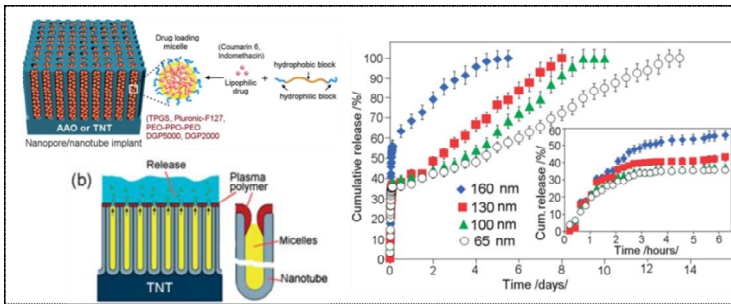 Drug loading
micelle
(Coumarin 6,
Indomethacin)
hydrophobic block
Lipophilic
drug
+
hydrophilic block
(TPGS,
Pluronic-F127,
PEO-PPO-PEO
DGP5000, DGP2000)
AAO or TNT
Nanopore/nanotube implant
(b)
Release
Plasma
polymer
Micelles
Nanotube
TNT
Cumulative release /%/
100
90
80
70
60
50
40
30
20
10
0
0 2 4 6 8 10 12 14
Time /days/
160 nm
130 nm
100 nm
65 nm
Cum. release /(%)/
60
50
40
30
20
10
0
0 1 2 3 4 5 6
Time /hours/